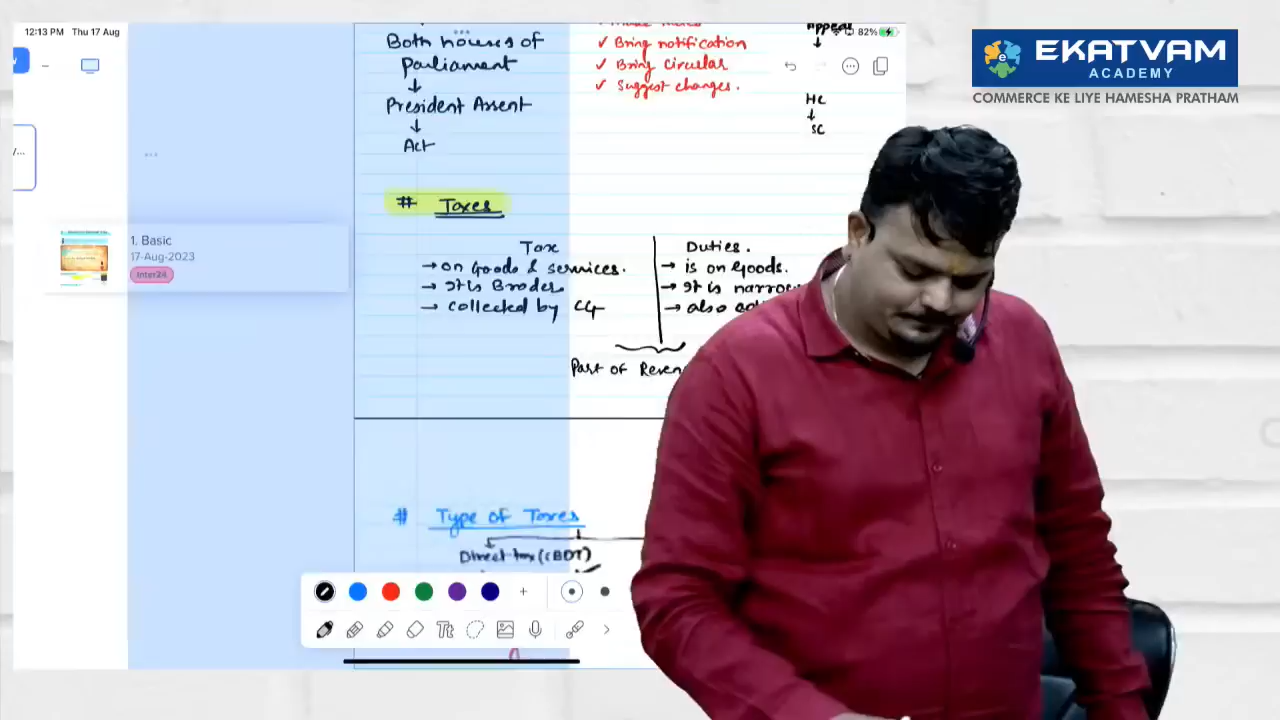 12:13 PM Thu 17 Aug
82%
EKATVAM
ACADEMY
COMMERCE KE LIYE HAMESHA PRATHAM
Both houses of
Parliament
↓
President Assent
↓
Act
✓ Bring notification
✓ Bring circular
✓ Suggest changes.
Appeal
↓
HC
↓
SC
# Taxes
Tax
→ on Goods & services.
→ It is Broder
→ collected by CG
Duties.
→ is on Goods.
→ It is narrow
→ also
Part of Reven
1. Basic
17-Aug-2023
Inter24
# Type of Taxes
Direct tax (CBDT)
Tt